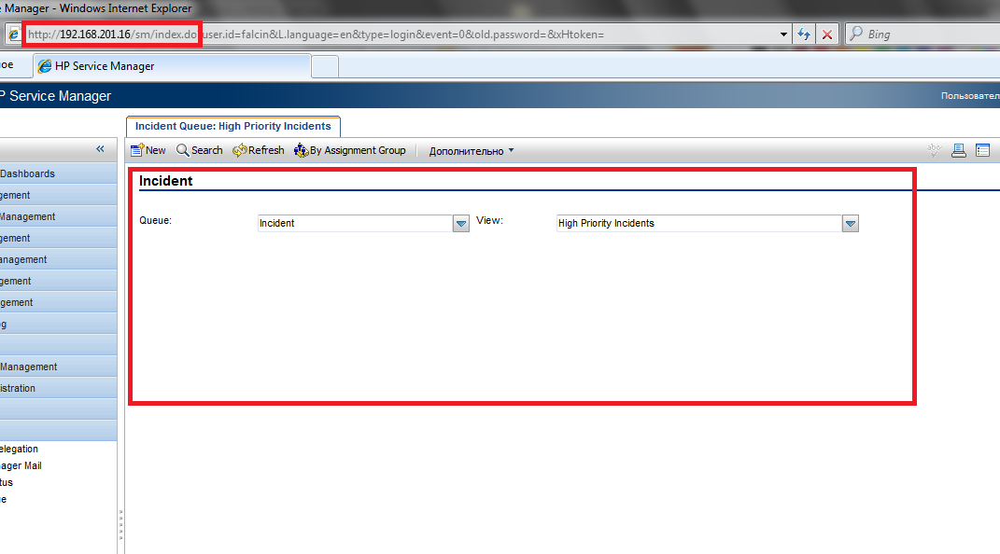 Manager - Windows Internet Explorer
http://192.168.201.16/sm/index.do user.id=falcin&L.language=en&type=login&event=0&old.password=&xHtoken=
Bing
ое
HP Service Manager
P Service Manager
Пользовател
Incident Queue: High Priority Incidents
New Search Refresh By Assignment Group Дополнительно
abc
Incident
Queue: Incident View: High Priority Incidents
Dashboards
gement
Management
gement
anagement
gement
gement
g
Management
istration
elegation
ager Mail
tus
e